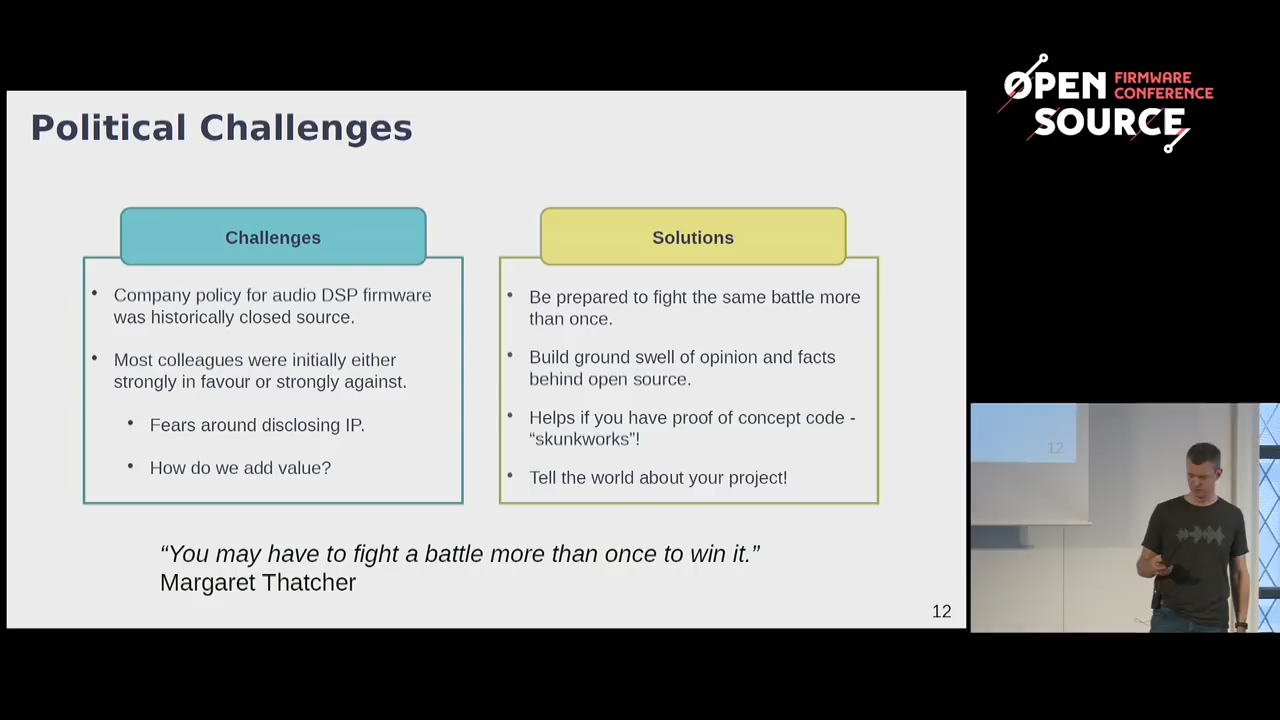 OPEN FIRMWARE
CONFERENCE
SOURCE
Political Challenges
Challenges
• Company policy for audio DSP firmware
was historically closed source.
• Most colleagues were initially either
strongly in favour or strongly against.
• Fears around disclosing IP.
• How do we add value?
Solutions
• Be prepared to fight the same battle more
than once.
• Build ground swell of opinion and facts
behind open source.
• Helps if you have proof of concept code -
“skunkworks”!
• Tell the world about your project!
“You may have to fight a battle more than once to win it.”
Margaret Thatcher
12
12